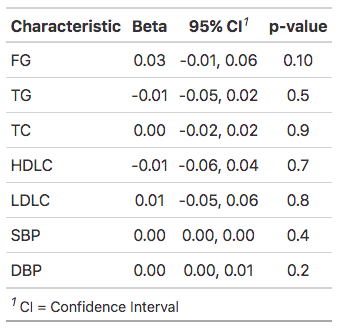 Characteristic Beta 95% CI1 p-value
FG 0.03 -0.01, 0.06 0.10
TG -0.01 -0.05, 0.02 0.5
TC 0.00 -0.02, 0.02 0.9
HDLC -0.01 -0.06, 0.04 0.7
LDLC 0.01 -0.05, 0.06 0.8
SBP 0.00 0.00, 0.00 0.4
DBP 0.00 0.00, 0.01 0.2
1 CI = Confidence Interval